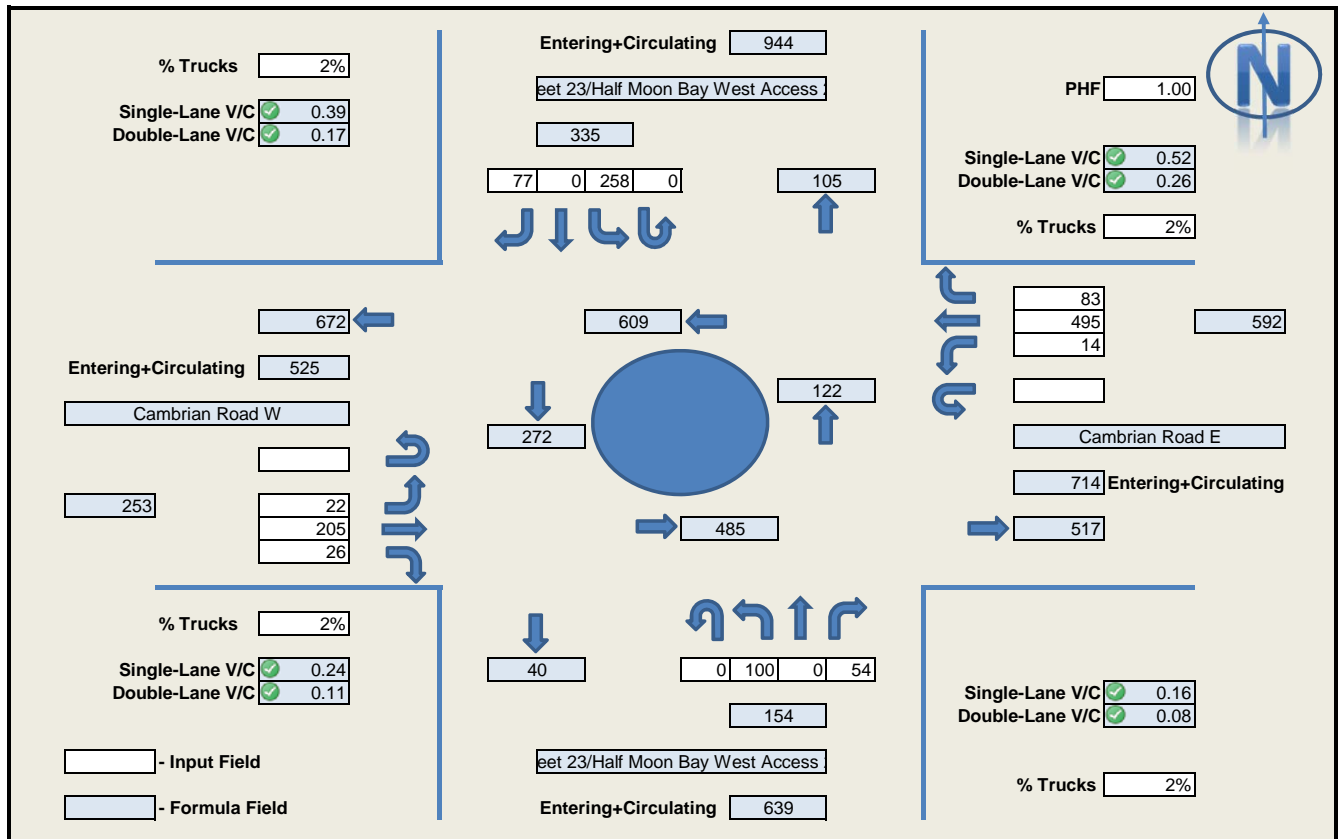 Entering+Circulating 944
% Trucks 2%
eet 23/Half Moon Bay West Access
PHF 1.00
N
Single-Lane V/C 0.39
Double-Lane V/C 0.17
335
Single-Lane V/C 0.52
Double-Lane V/C 0.26
77 0 258 0
105
% Trucks 2%
83
672
609
495
592
14
Entering+Circulating 525
122
Cambrian Road W
272
Cambrian Road E
714 Entering+Circulating
253
22
205
485
517
26
% Trucks 2%
Single-Lane V/C 0.24
Double-Lane V/C 0.11
40
0 100 0 54
Single-Lane V/C 0.16
Double-Lane V/C 0.08
154
- Input Field
eet 23/Half Moon Bay West Access
% Trucks 2%
- Formula Field
Entering+Circulating 639